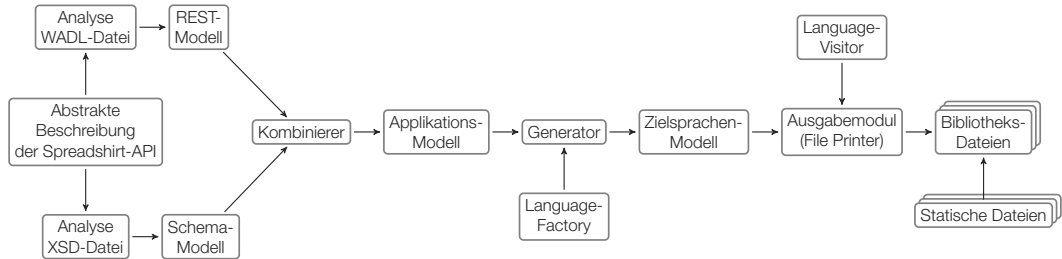 Analyse
WADL-Datei
REST-
Modell
Language-
Visitor
Abstrakte
Beschreibung
der Spreadshirt-API
Kombinierer
Applikations-
Modell
Generator
Zielsprachen-
Modell
Ausgabemodul
(File Printer)
Bibliotheks-
Dateien
Analyse
XSD-Datei
Schema-
Modell
Language-
Factory
Statische Dateien